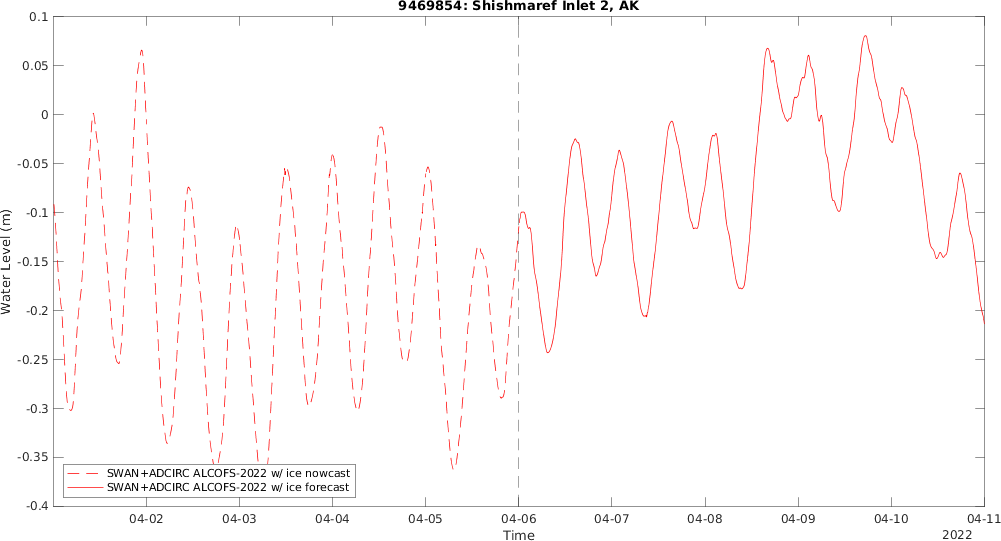 9469854: Shishmaref Inlet 2, AK
0.1
0.05
0
-0.05
-0.1
-0.15
-0.2
-0.25
-0.3
-0.35
-0.4
Water Level (m)
SWAN+ADCIRC ALCOFS-2022 w/ ice nowcast
SWAN+ADCIRC ALCOFS-2022 w/ ice forecast
04-02 04-03 04-04 04-05 04-06 04-07 04-08 04-09 04-10 04-11
Time
2022